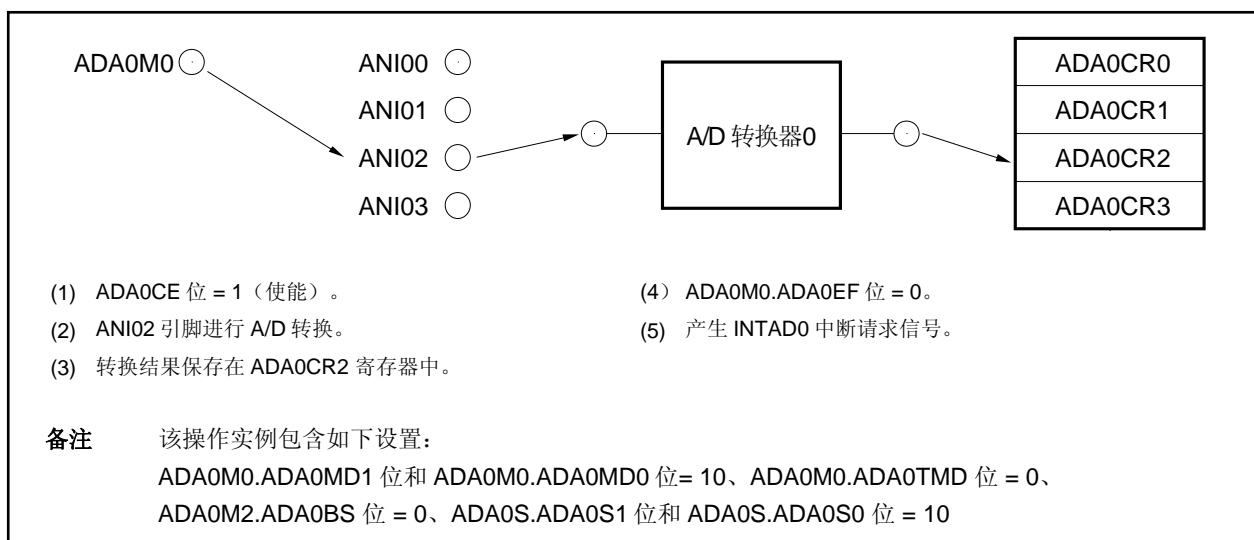 ADA0M0
ANI00
ANI01
ANI02
ANI03
A/D 转换器0
ADA0CR0
ADA0CR1
ADA0CR2
ADA0CR3
(1) ADA0CE 位 = 1（使能）。
(2) ANI02 引脚进行 A/D 转换。
(3) 转换结果保存在 ADA0CR2 寄存器中。
(4） ADA0M0.ADA0EF 位 = 0。
(5) 产生 INTAD0 中断请求信号。
备注 该操作实例包含如下设置：
ADA0M0.ADA0MD1 位和 ADA0M0.ADA0MD0 位= 10、ADA0M0.ADA0TMD 位 = 0、
ADA0M2.ADA0BS 位 = 0、ADA0S.ADA0S1 位和 ADA0S.ADA0S0 位 = 10